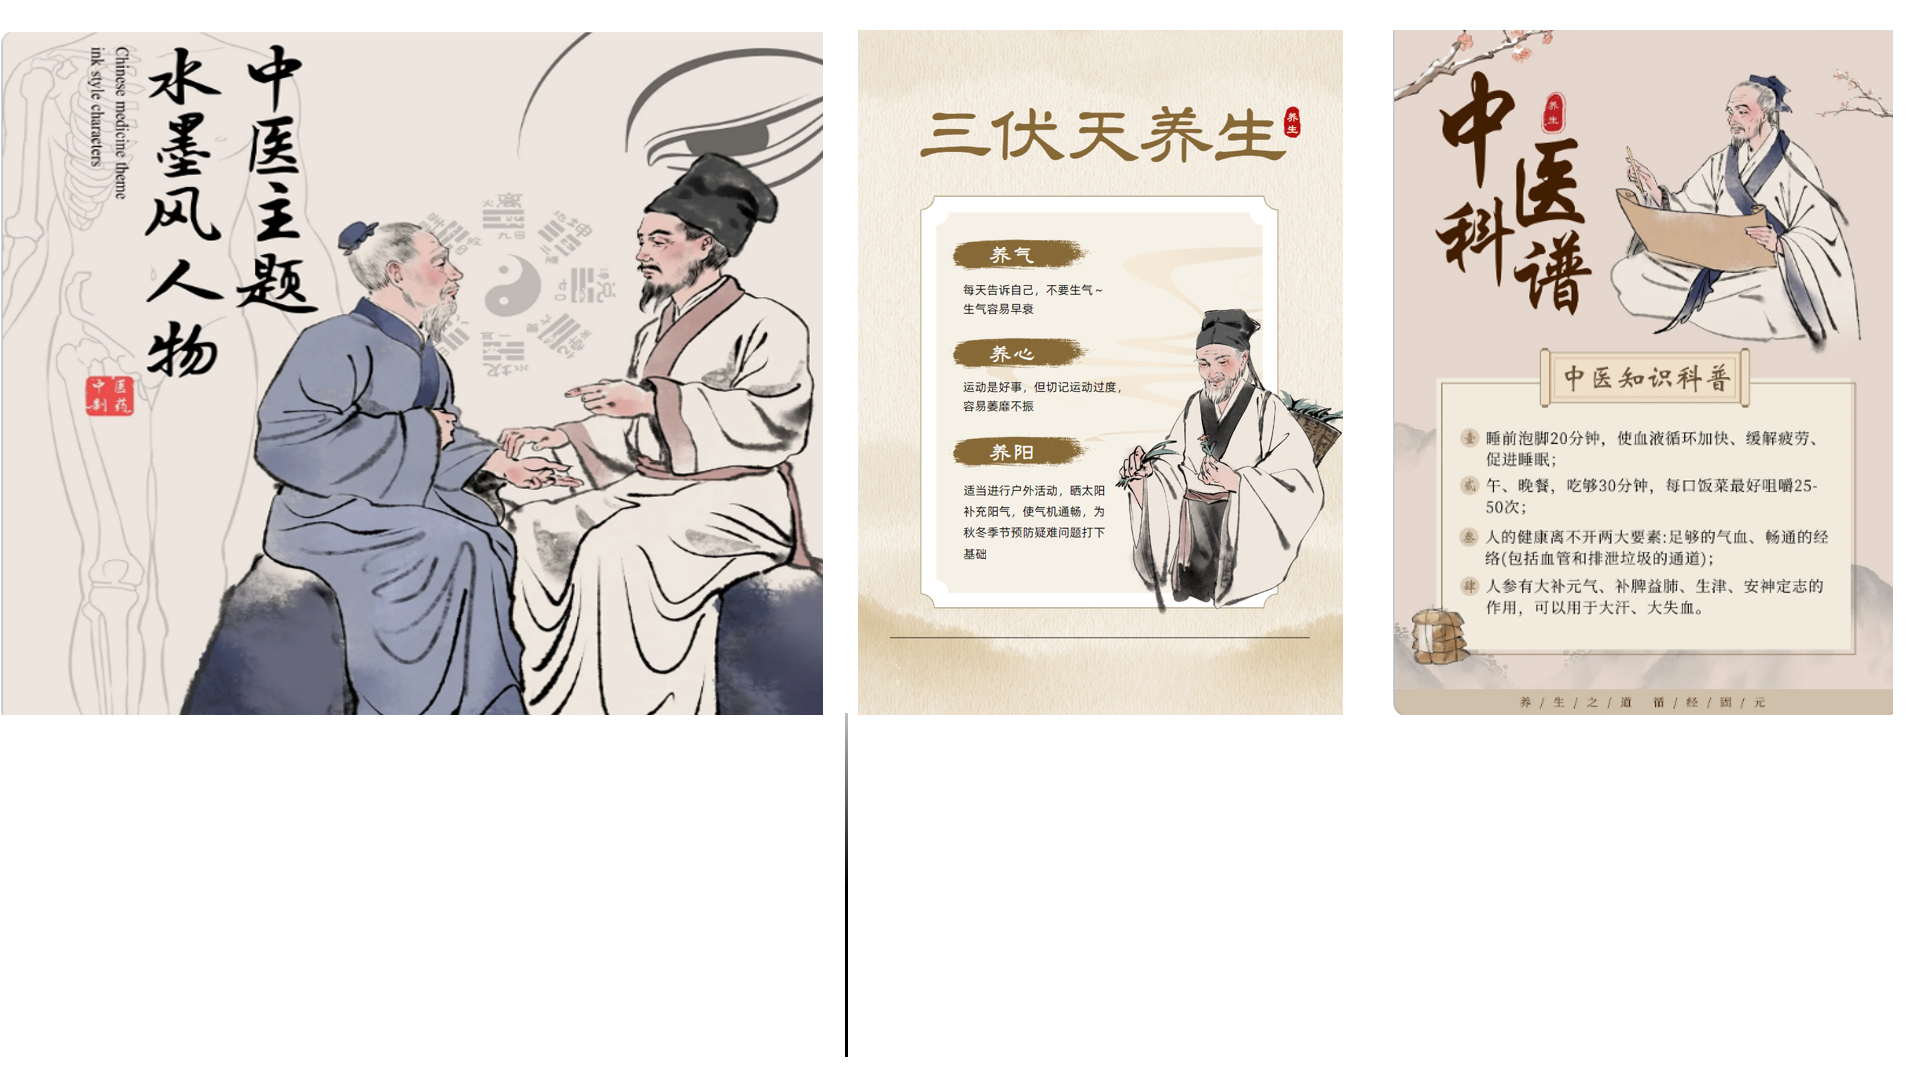 中医主题
水墨风人物
Chinese medicine theme
ink style characters
中医
制药
三伏天养生
养生
养气
每天告诉自己，不要生气~
生气容易早衰
养心
运动是好事，但切记运动过度，
容易萎靡不振
养阳
适当进行户外活动，晒太阳
补充阳气，使气机通畅，为
秋冬季节预防疑难问题打下
基础
中医
科谱
养生
中医知识科普
壹 睡前泡脚20分钟，使血液循环加快、缓解疲劳、
促进睡眠；
贰 午、晚餐，吃够30分钟，每口饭菜最好咀嚼25-
50次；
叁 人的健康离不开两大要素:足够的气血、畅通的经
络(包括血管和排泄垃圾的通道)；
肆 人参有大补元气、补脾益肺、生津、安神定志的
作用，可以用于大汗、大失血。
养/生/之/道 循/经/固/元